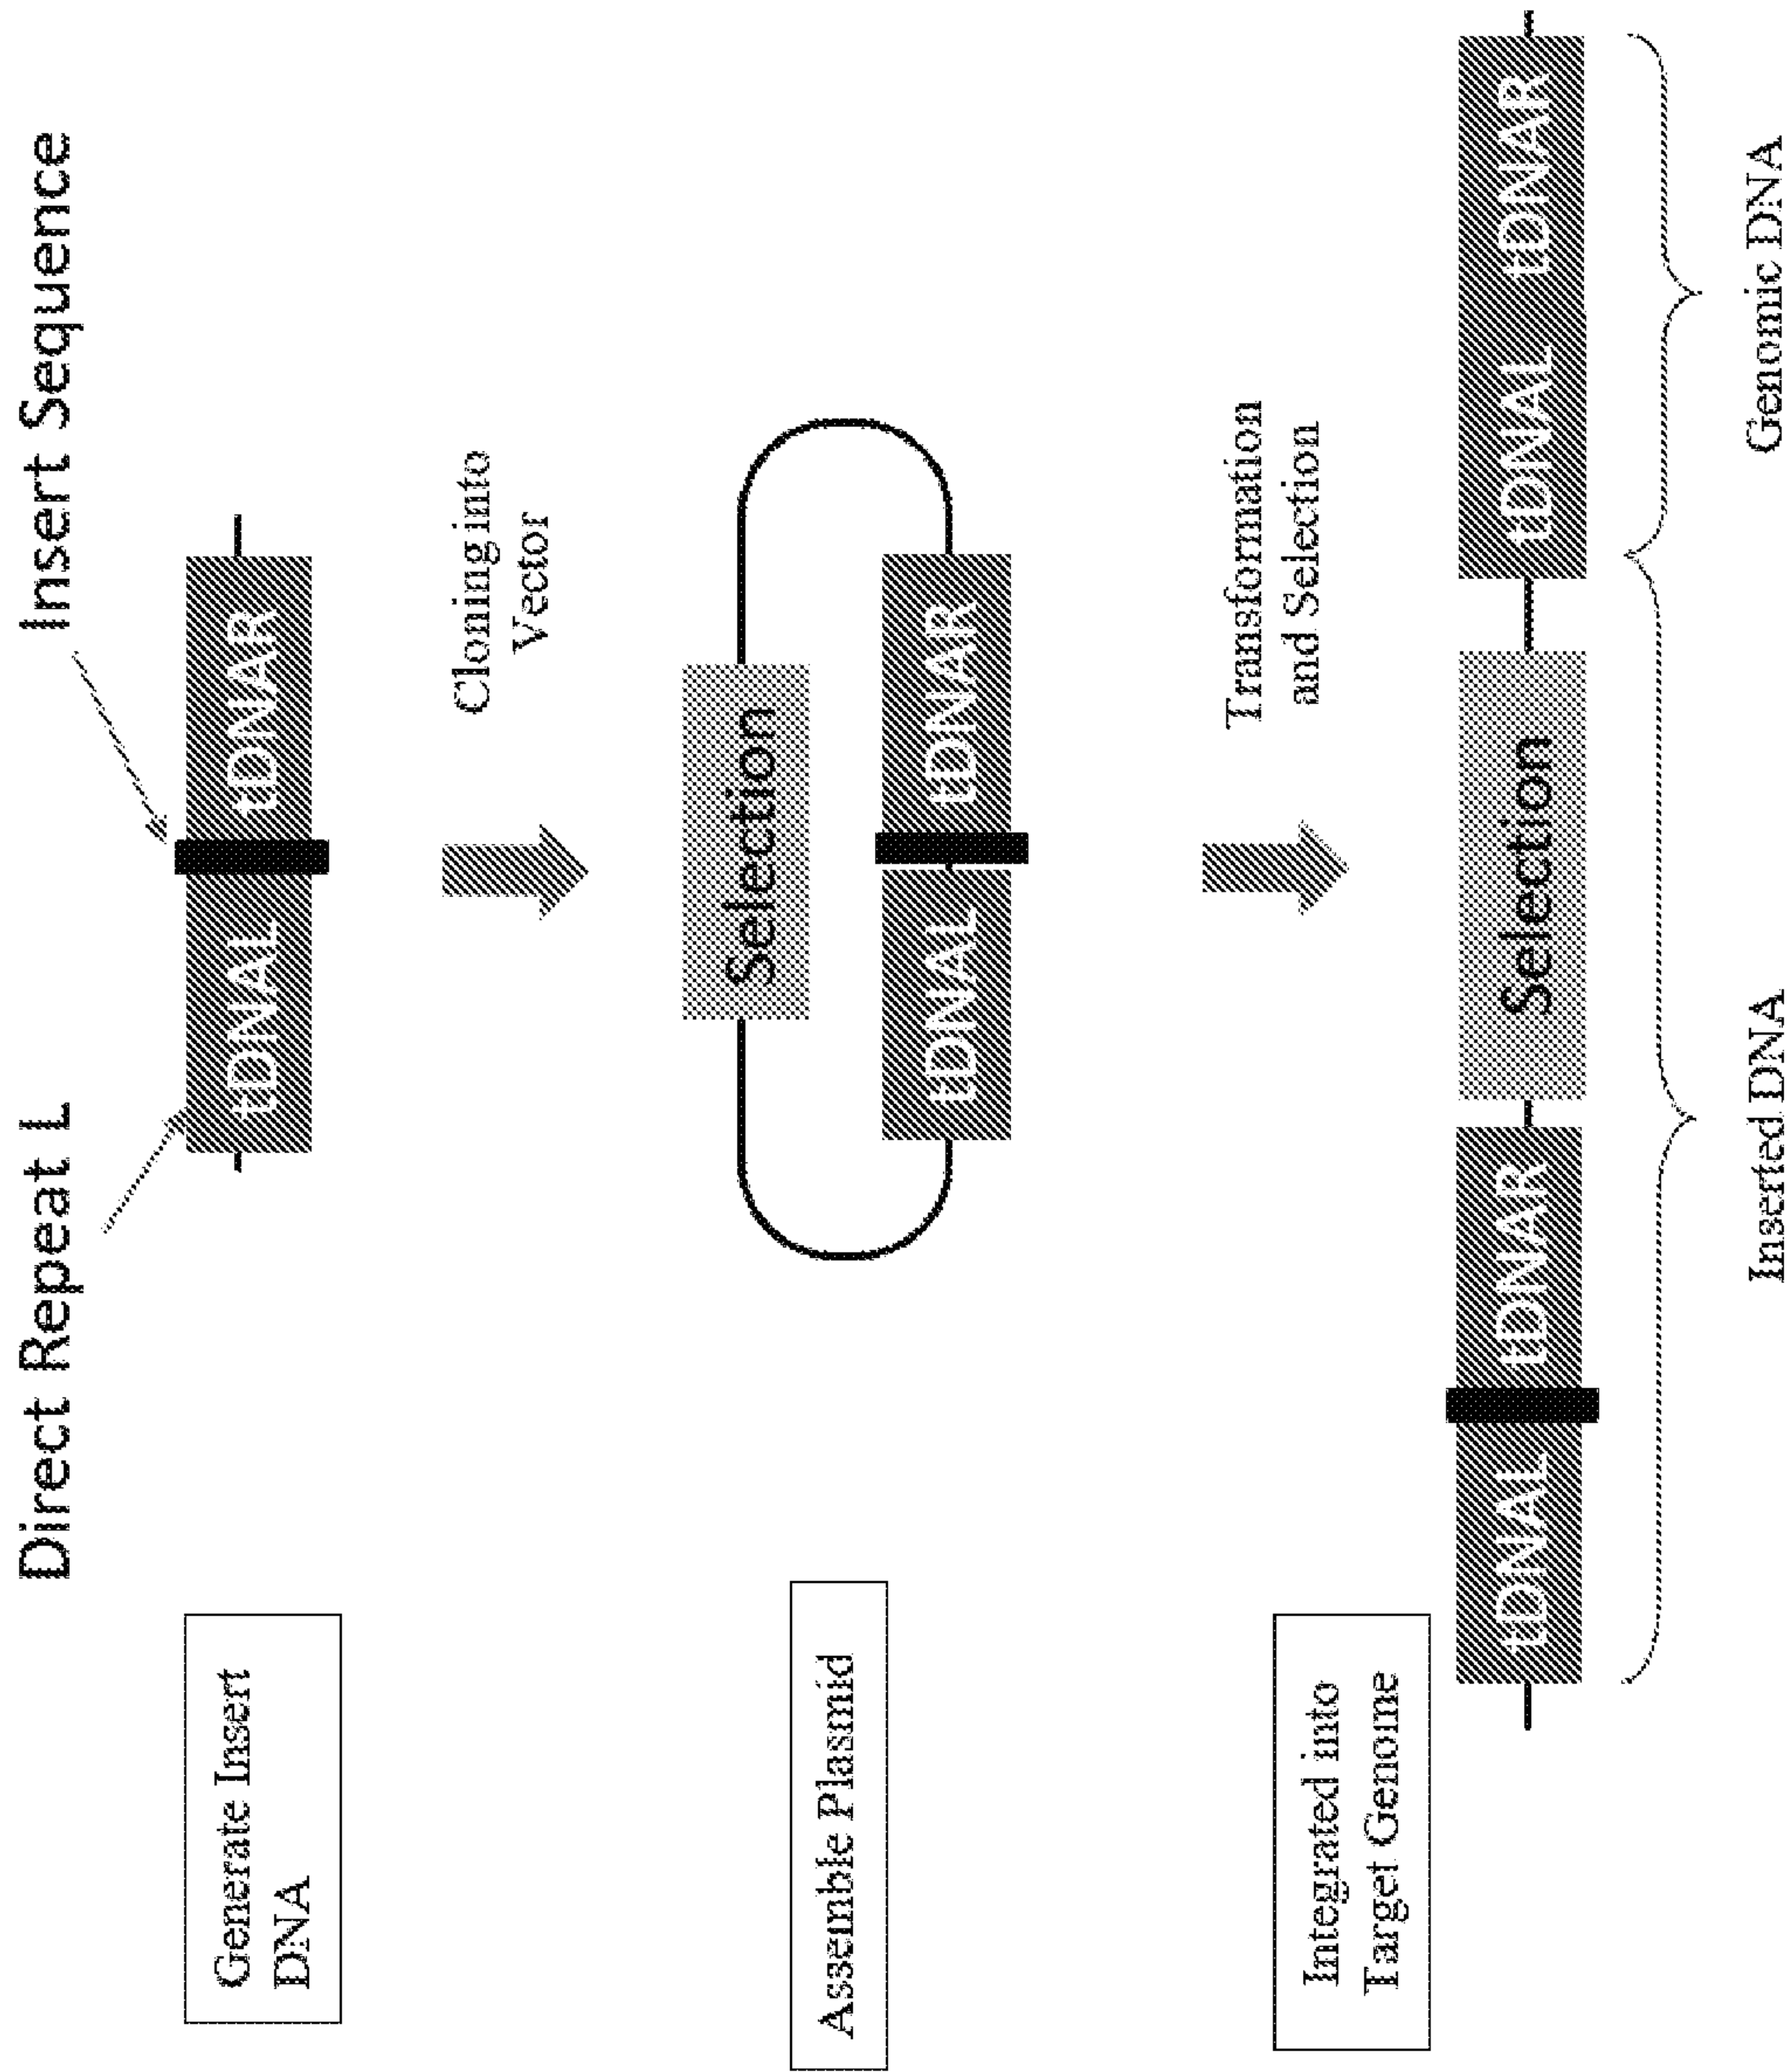 Direct Repeat L
Insert Sequence
Generate Insert
DNA
tDNAL
tDNAR
Cloning into
Vector
Assemble Plasmid
Selection
tDNAL
tDNAR
Transformation
and Selection
Integrated into
Target Genome
tDNAL
tDNAR
Selection
tDNAL
tDNAR
Inserted DNA
Genomic DNA